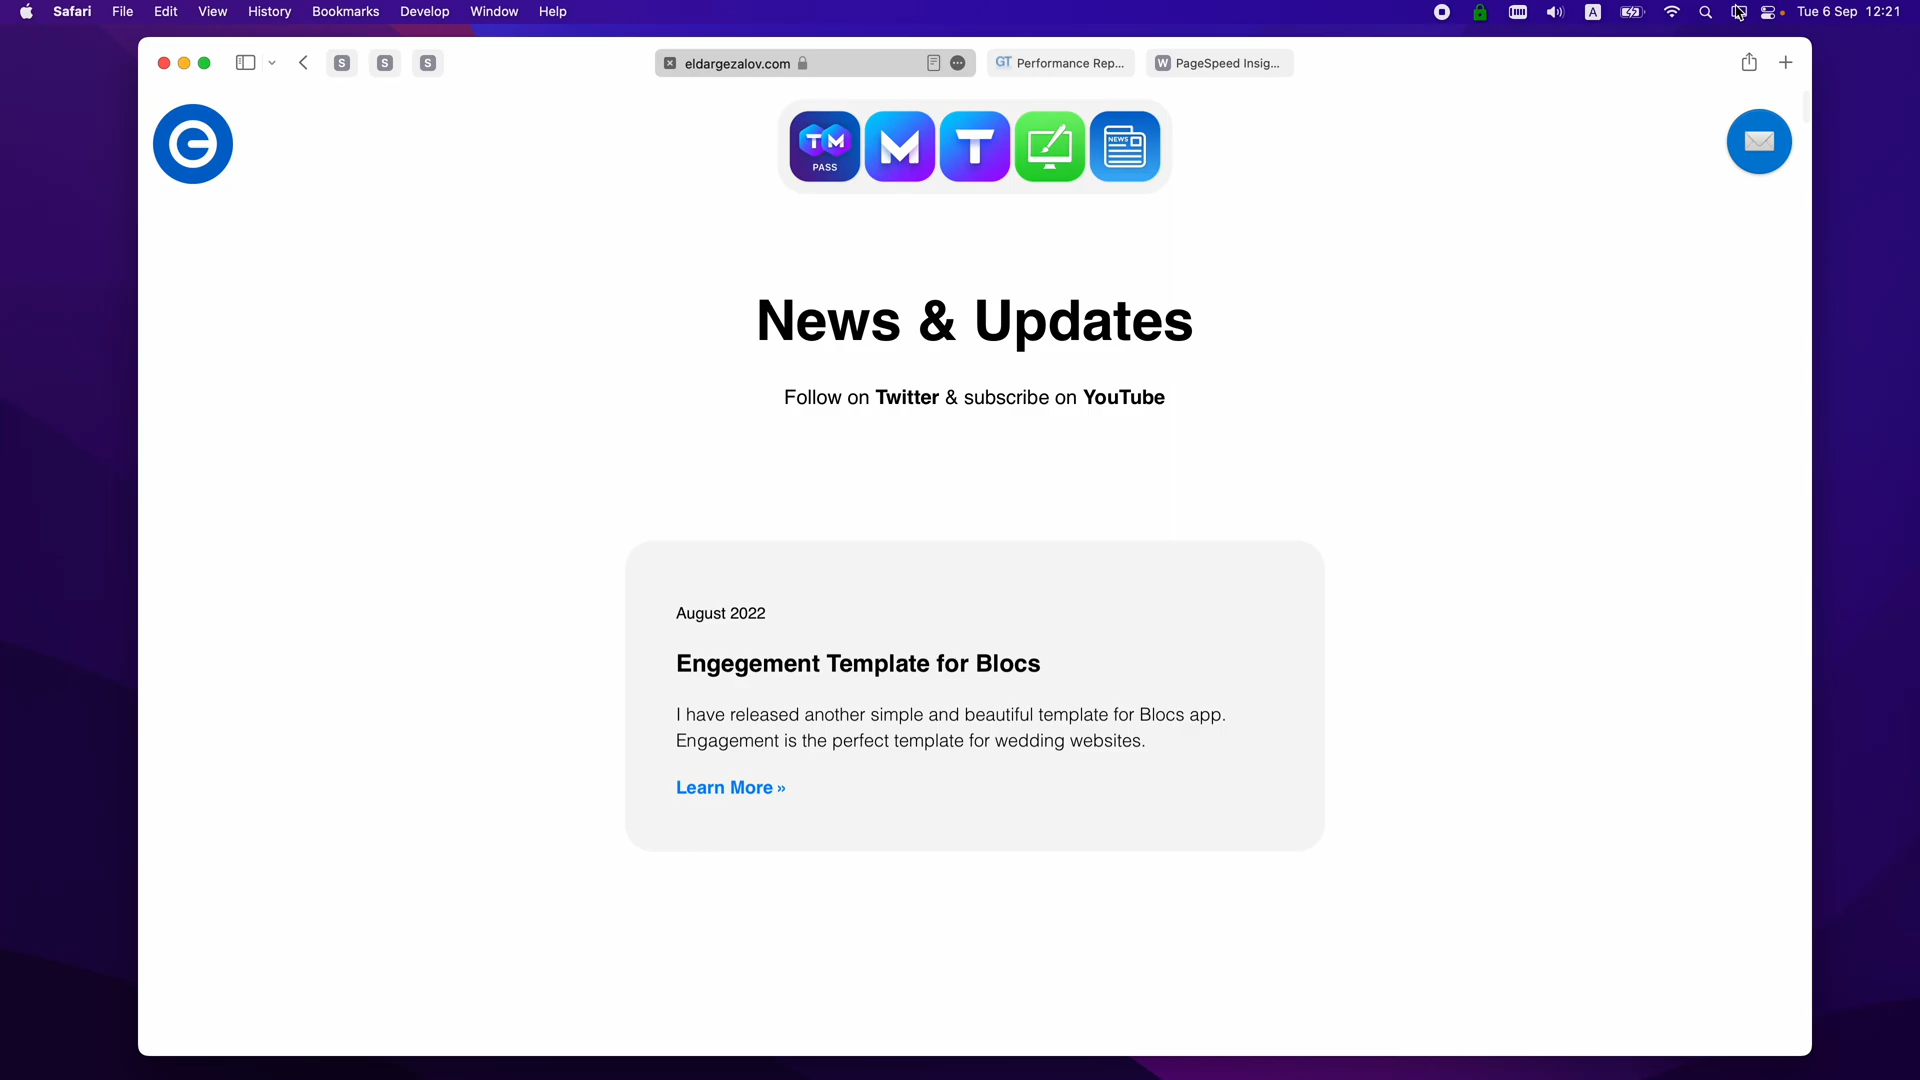 Safari File Edit View History Bookmarks Develop Window Help A Tue 6 Sep 12:21
S S S eldargezalov.com GT Performance Rep... W PageSpeed Insig...
TM M T NEWS
PASS
News & Updates
Follow on Twitter & subscribe on YouTube
August 2022
Engegement Template for Blocs
I have released another simple and beautiful template for Blocs app.
Engagement is the perfect template for wedding websites.
Learn More »